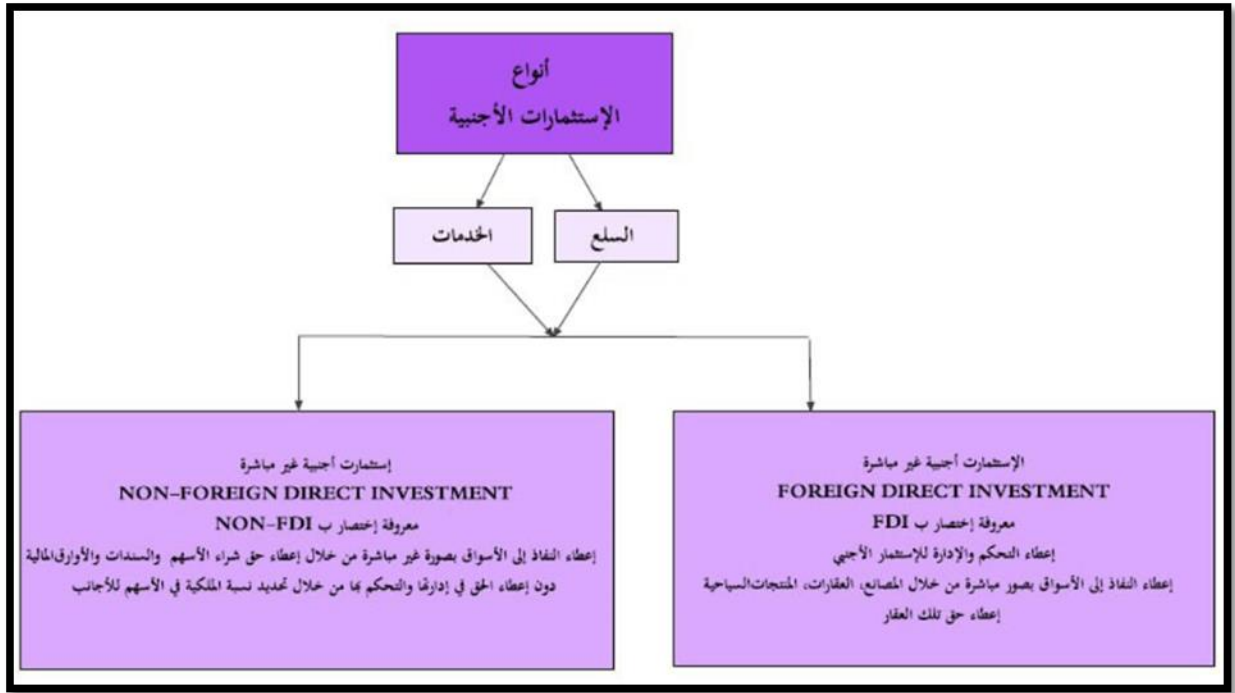 أنواع
الإستثمارات الأجنبية
السلع
الخدمات
الإستثمارت أجنبية غير مباشرة
FOREIGN DIRECT INVESTMENT
معروفة إختصار ب FDI
إعطاء التحكم والإدارة للإستثمار الأجنبي
إعطاء النفاذ إلى الأسواق بصور مباشرة من خلال المصانع، العقارات، المنتجات السياحية
إعطاء حق تلك العقار
إستثمارت أجنبية غير مباشرة
NON-FOREIGN DIRECT INVESTMENT
معروفة إختصار ب NON-FDI
إعطاء النفاذ إلى الأسواق بصورة غير مباشرة من خلال إعطاء حق شراء الأسهم والسندات والأوارق المالية
دون إعطاء الحق في إدارتها والتحكم بها من خلال تحديد نسبة الملكية في الأسهم للأجانب